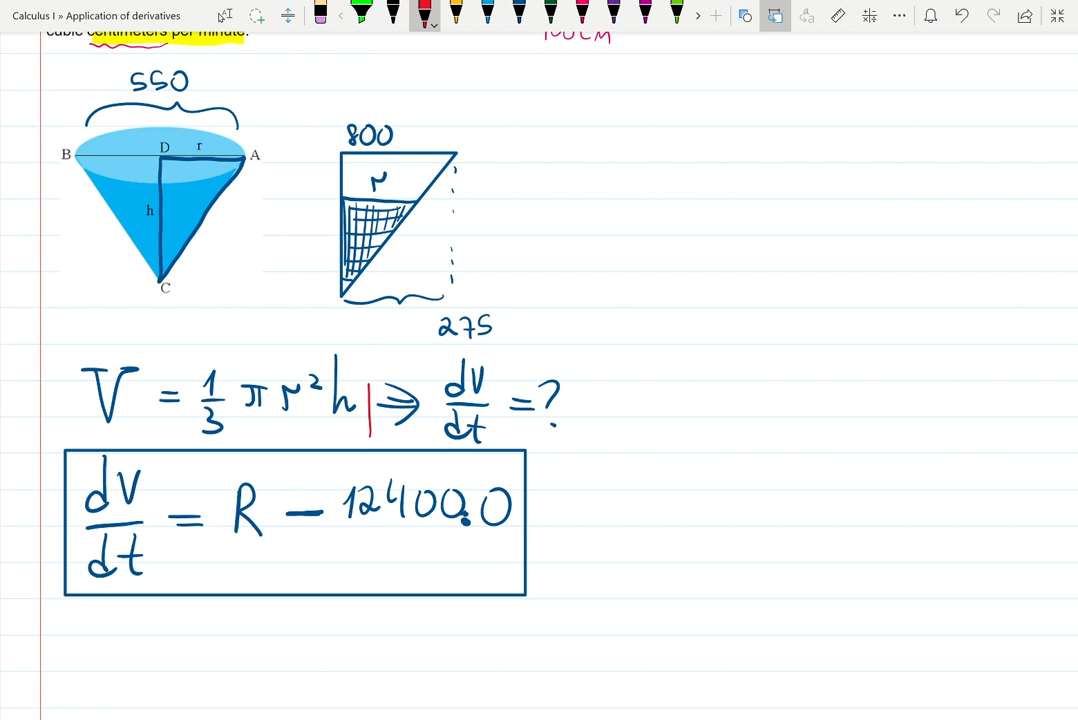 Calculus I » Application of derivatives
cubic centimeters per minute.
100 cm
550
B D r A
h
C
800
r
275
V = 1/3 π r² h | ⇒ dV/dt = ?
dV/dt = R − 12400.0